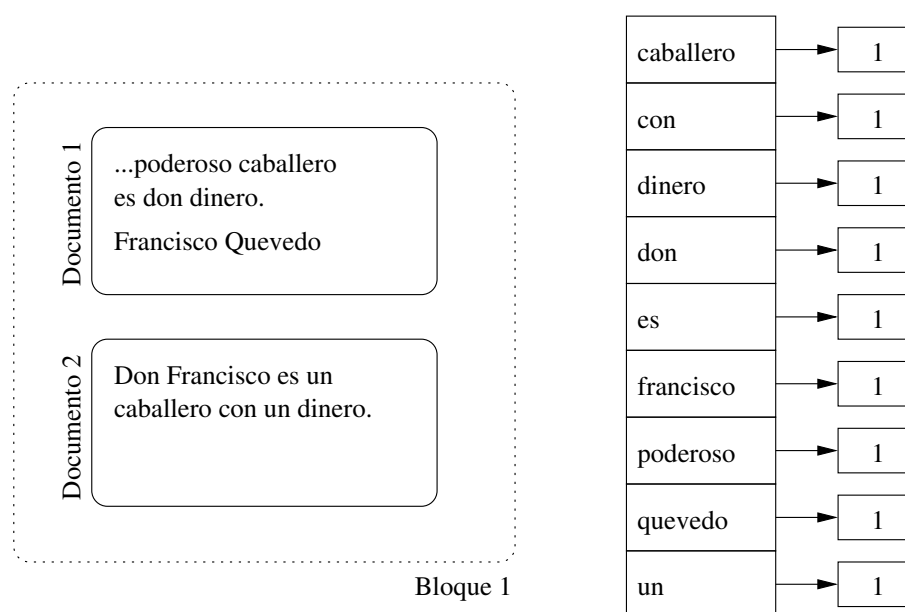 Documento 1
...poderoso caballero
es don dinero.
Francisco Quevedo
Documento 2
Don Francisco es un
caballero con un dinero.
Bloque 1
caballero 1
con 1
dinero 1
don 1
es 1
francisco 1
poderoso 1
quevedo 1
un 1